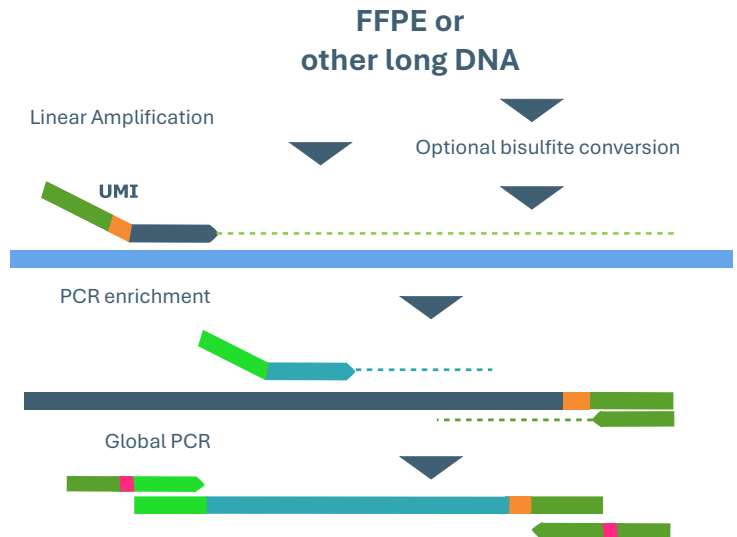 FFPE or
other long DNA
Linear Amplification
Optional bisulfite conversion
UMI
PCR enrichment
Global PCR